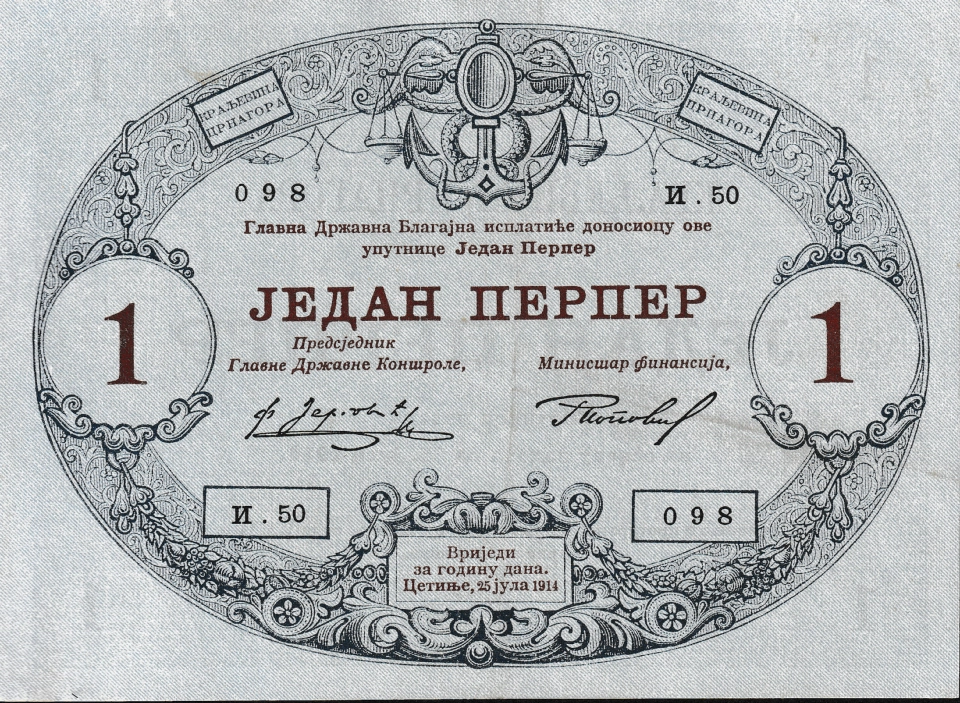 КРАЉЕВИНА
ЦРНАГОРА
КРАЉЕВИНА
ЦРНАГОРА
098
И.50
Главна Државна Благајна исплатиће доносиоцу ове
упутнице Један Перпер
ЈЕДАН ПЕРПЕР
1
1
Предсједник
Главне Државне Контроле,
Министар финансија,
И.50
098
Вриједи
за годину дана.
Цетиње, 25 јула 1914